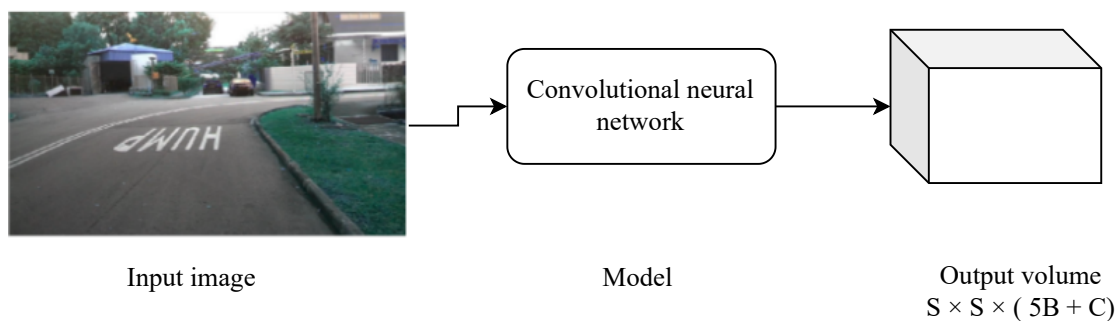 HUMP
Convolutional neural
network
Input image
Model
Output volume
S × S × ( 5B + C)